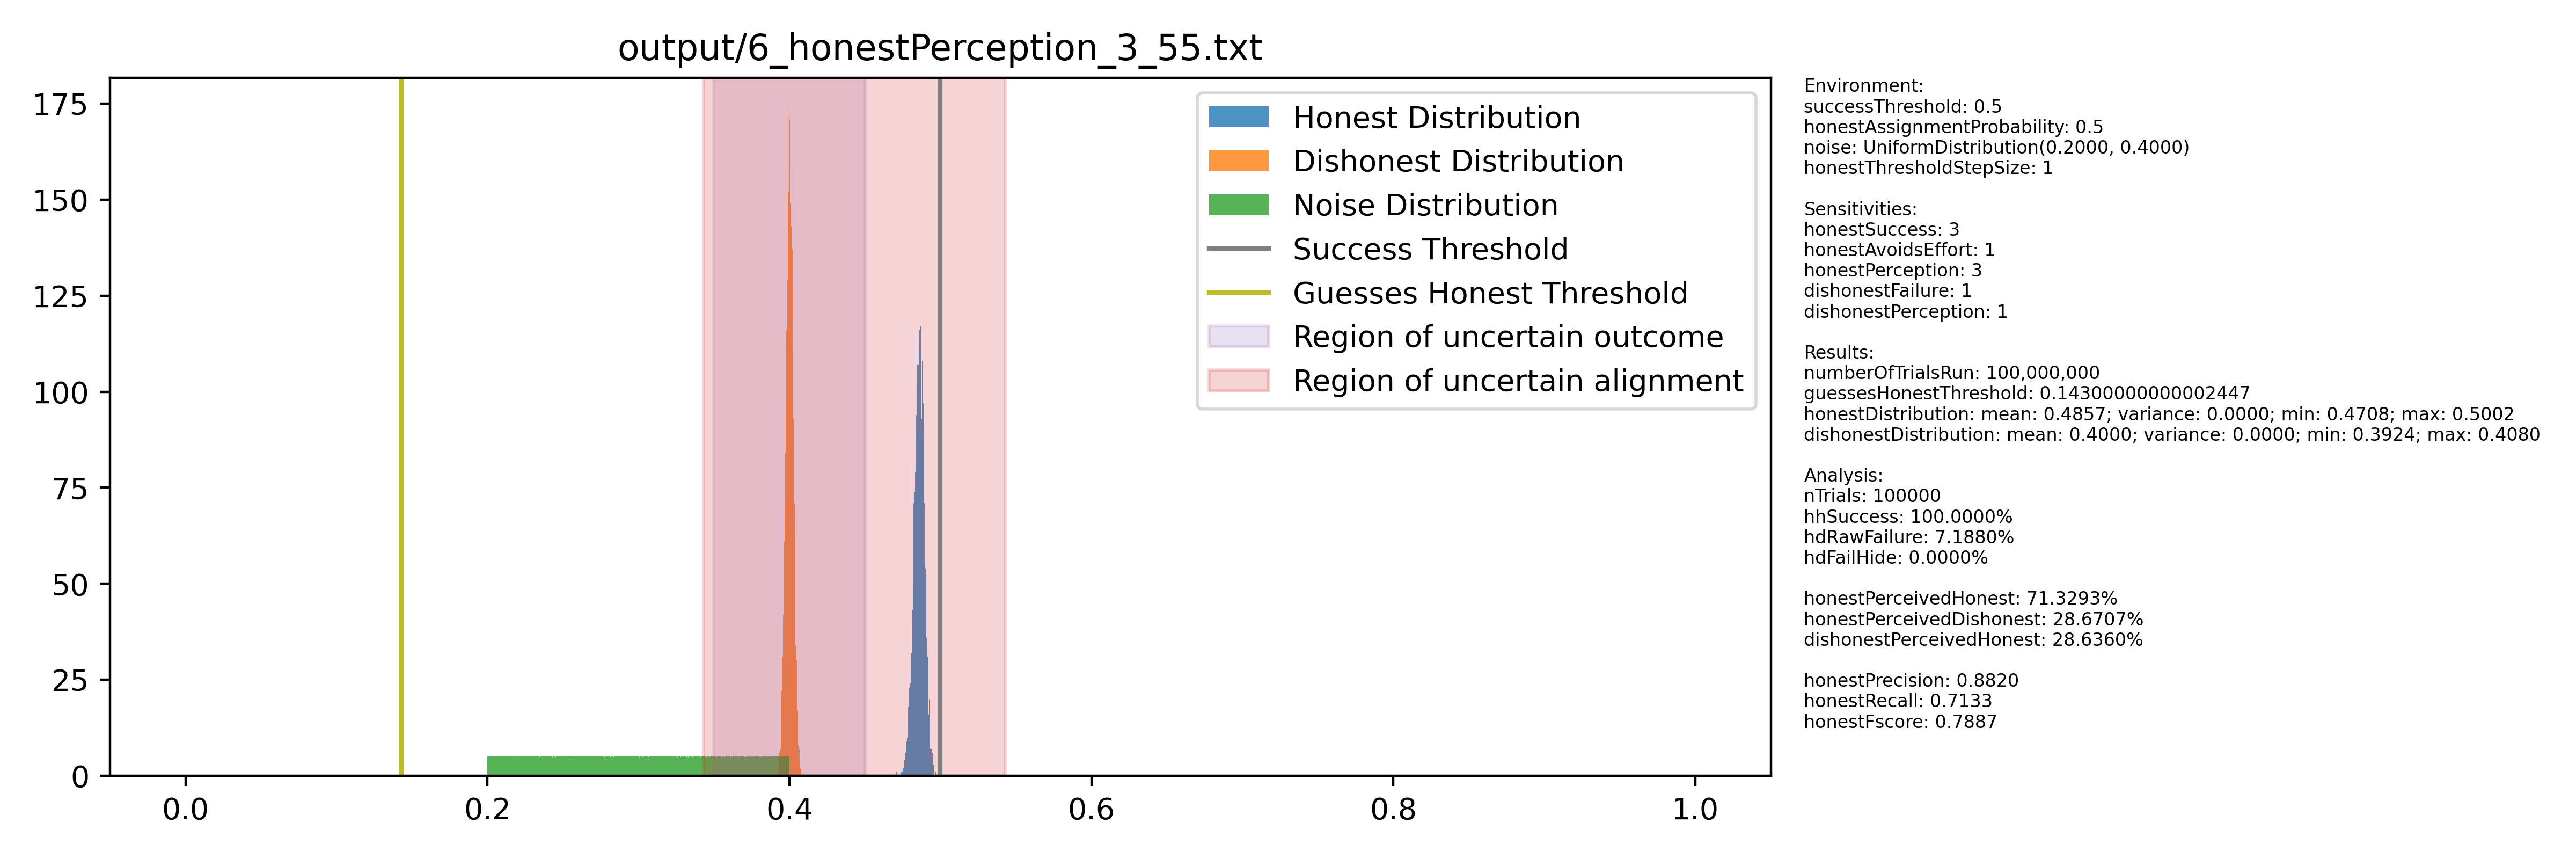 output/6_honestPerception_3_55.txt
175
150
125
100
75
50
25
0
0.0
0.2
0.4
0.6
0.8
1.0
Honest Distribution
Dishonest Distribution
Noise Distribution
Success Threshold
Guesses Honest Threshold
Region of uncertain outcome
Region of uncertain alignment
Environment:
successThreshold: 0.5
honestAssignmentProbability: 0.5
noise: UniformDistribution(0.2000, 0.4000)
honestThresholdStepSize: 1
Sensitivities:
honestSuccess: 3
honestAvoidsEffort: 1
honestPerception: 3
dishonestFailure: 1
dishonestPerception: 1
Results:
numberOfTrialsRun: 100,000,000
guessesHonestThreshold: 0.14300000000002447
honestDistribution: mean: 0.4857; variance: 0.0000; min: 0.4708; max: 0.5002
dishonestDistribution: mean: 0.4000; variance: 0.0000; min: 0.3924; max: 0.4080
Analysis:
nTrials: 100000
hhSuccess: 100.0000%
hdRawFailure: 7.1880%
hdFailHide: 0.0000%
honestPerceivedHonest: 71.3293%
honestPerceivedDishonest: 28.6707%
dishonestPerceivedHonest: 28.6360%
honestPrecision: 0.8820
honestRecall: 0.7133
honestFscore: 0.7887